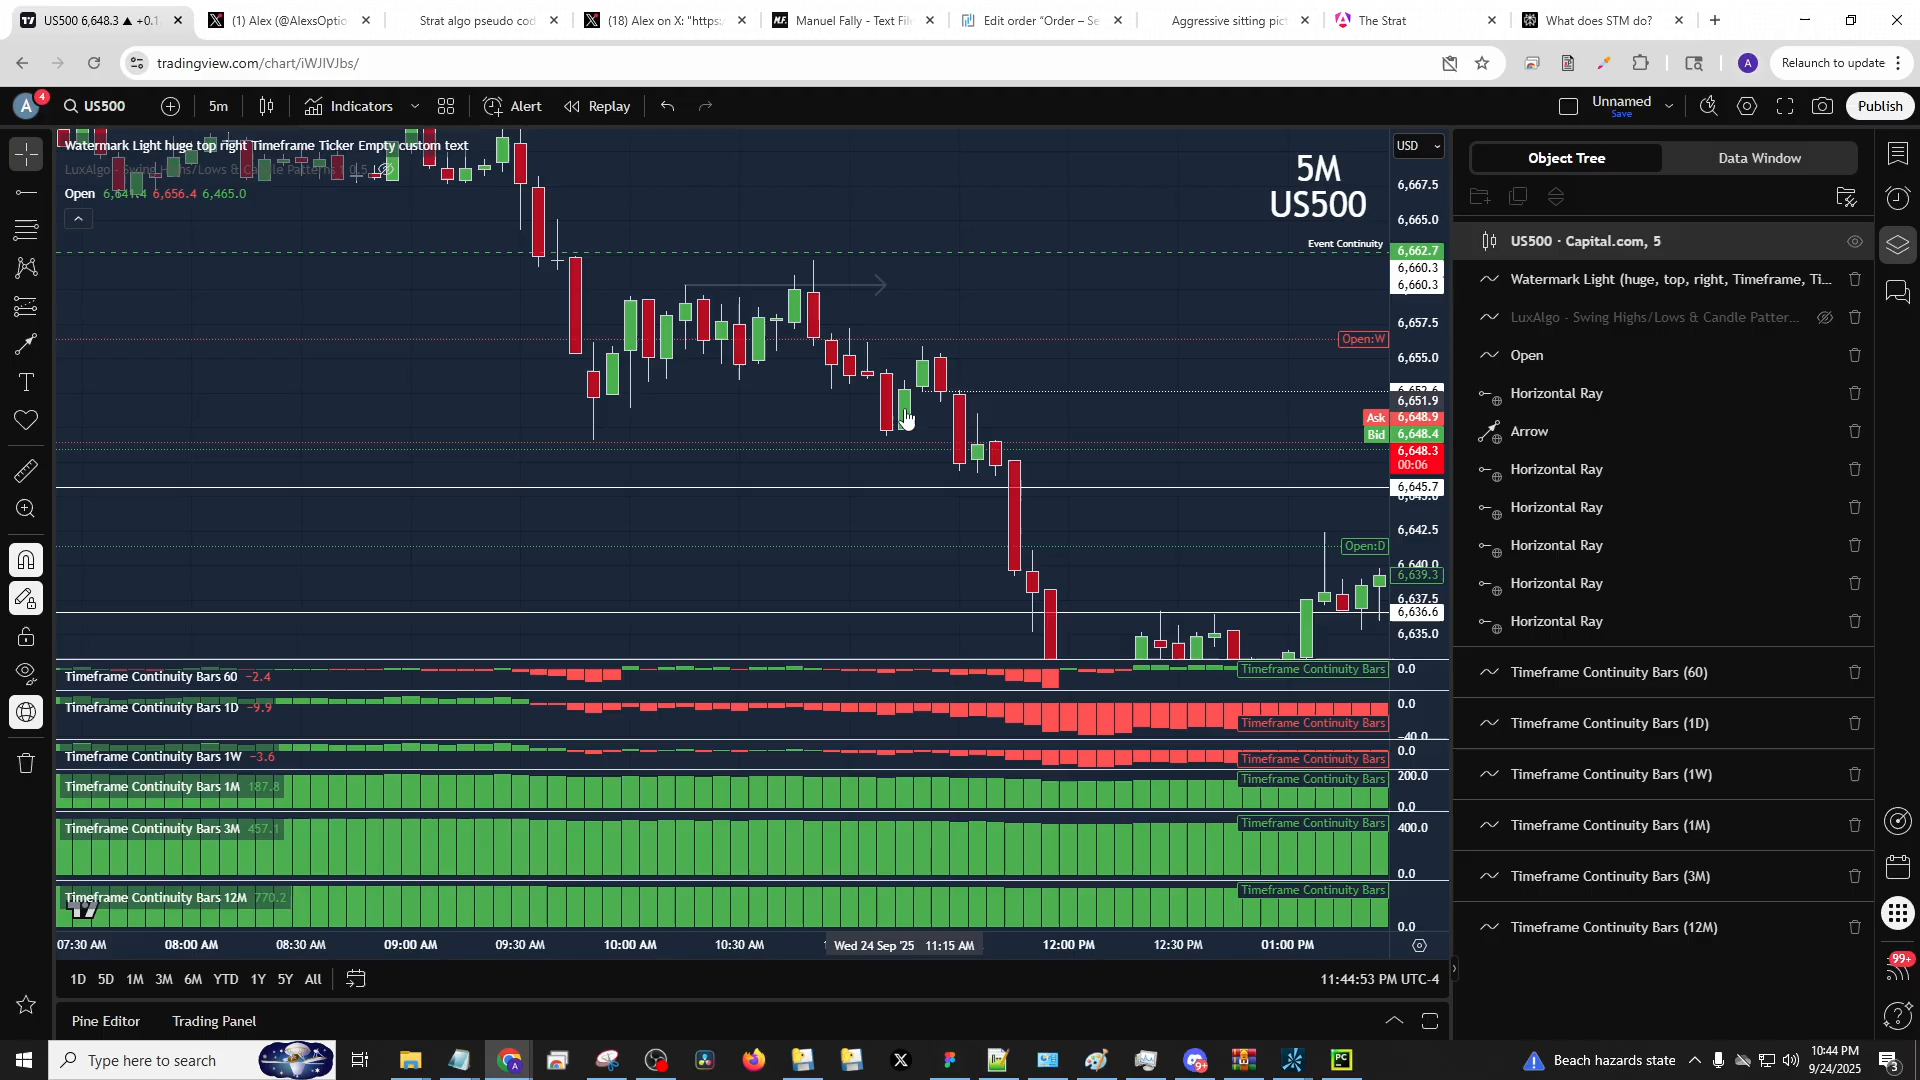 US500 6,648.3 ▲ +0.1
(1) Alex (@AlexsOptio
Strat algo pseudo cod
(18) Alex on X: "https:
Manuel Fally - Text File
Edit order “Order – Se
Aggressive sitting pict
The Strat
What does STM do?
tradingview.com/chart/iWJIVJbs/
A
Relaunch to update
A
4
US500
5m
Indicators
Alert
Replay
Unnamed
Save
Publish
Watermark Light huge top right Timeframe Ticker Empty custom text
LuxAlgo - Swing Highs/Lows & Candle Patterns
Open 6,641.4 6,656.4 6,465.0
5M
US500
Event Continuity
USD
6,667.5
6,665.0
6,662.7
6,660.3
6,660.3
6,657.5
Open:W
6,655.0
6,652.6
6,651.9
Ask 6,648.9
Bid 6,648.4
6,648.3
00:06
6,645.7
6,642.5
Open:D
6,640.0
6,639.3
6,637.5
6,636.6
6,635.0
Timeframe Continuity Bars 60 −2.4
Timeframe Continuity Bars
0.0
Timeframe Continuity Bars 1D −9.9
Timeframe Continuity Bars
0.0
−40.0
Timeframe Continuity Bars 1W −3.6
Timeframe Continuity Bars
0.0
Timeframe Continuity Bars 1M 187.8
Timeframe Continuity Bars
200.0
0.0
Timeframe Continuity Bars 3M 457.1
Timeframe Continuity Bars
400.0
0.0
Timeframe Continuity Bars 12M 770.2
Timeframe Continuity Bars
0.0
07:30 AM 08:00 AM 08:30 AM 09:00 AM 09:30 AM 10:00 AM 10:30 AM Wed 24 Sep '25 11:15 AM 12:00 PM 12:30 PM 01:00 PM
1D 5D 1M 3M 6M YTD 1Y 5Y All
11:44:53 PM UTC-4
Pine Editor Trading Panel
Object Tree
Data Window
US500 · Capital.com, 5
Watermark Light (huge, top, right, Timeframe, Ti...
LuxAlgo - Swing Highs/Lows & Candle Patter...
Open
Horizontal Ray
Arrow
Horizontal Ray
Horizontal Ray
Horizontal Ray
Horizontal Ray
Horizontal Ray
Timeframe Continuity Bars (60)
Timeframe Continuity Bars (1D)
Timeframe Continuity Bars (1W)
Timeframe Continuity Bars (1M)
Timeframe Continuity Bars (3M)
Timeframe Continuity Bars (12M)
99+
Type here to search
Beach hazards state
10:44 PM
9/24/2025
3